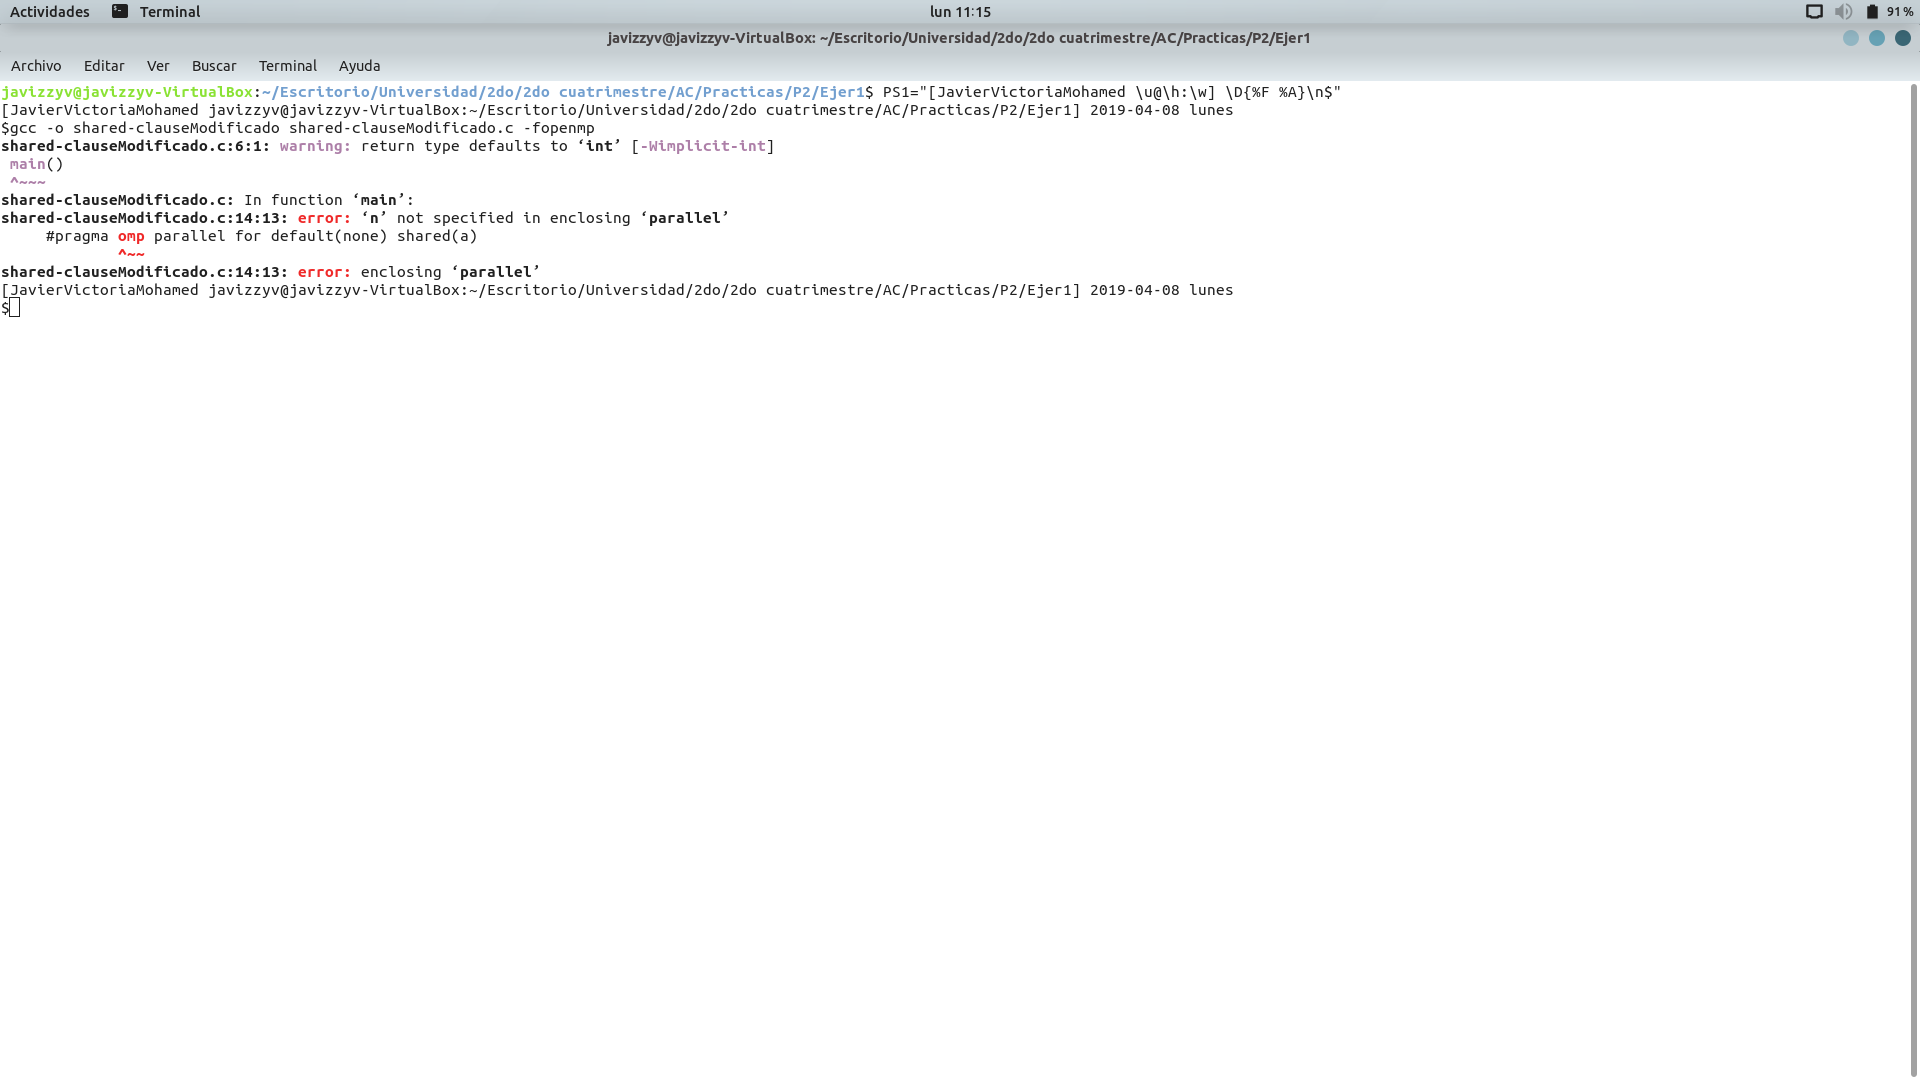 Actividades Terminal lun 11:15 91 %
javizzyv@javizzyv-VirtualBox: ~/Escritorio/Universidad/2do/2do cuatrimestre/AC/Practicas/P2/Ejer1
Archivo Editar Ver Buscar Terminal Ayuda
javizzyv@javizzyv-VirtualBox:~/Escritorio/Universidad/2do/2do cuatrimestre/AC/Practicas/P2/Ejer1$ PS1="[JavierVictoriaMohamed \u@\h:\w] \D{%F %A}\n$"
[JavierVictoriaMohamed javizzyv@javizzyv-VirtualBox:~/Escritorio/Universidad/2do/2do cuatrimestre/AC/Practicas/P2/Ejer1] 2019-04-08 lunes
$gcc -o shared-clauseModificado shared-clauseModificado.c -fopenmp
shared-clauseModificado.c:6:1: warning: return type defaults to ‘int’ [-Wimplicit-int]
 main()
 ^~~~
shared-clauseModificado.c: In function ‘main’:
shared-clauseModificado.c:14:13: error: ‘n’ not specified in enclosing ‘parallel’
     #pragma omp parallel for default(none) shared(a)
             ^~~
shared-clauseModificado.c:14:13: error: enclosing ‘parallel’
[JavierVictoriaMohamed javizzyv@javizzyv-VirtualBox:~/Escritorio/Universidad/2do/2do cuatrimestre/AC/Practicas/P2/Ejer1] 2019-04-08 lunes
$